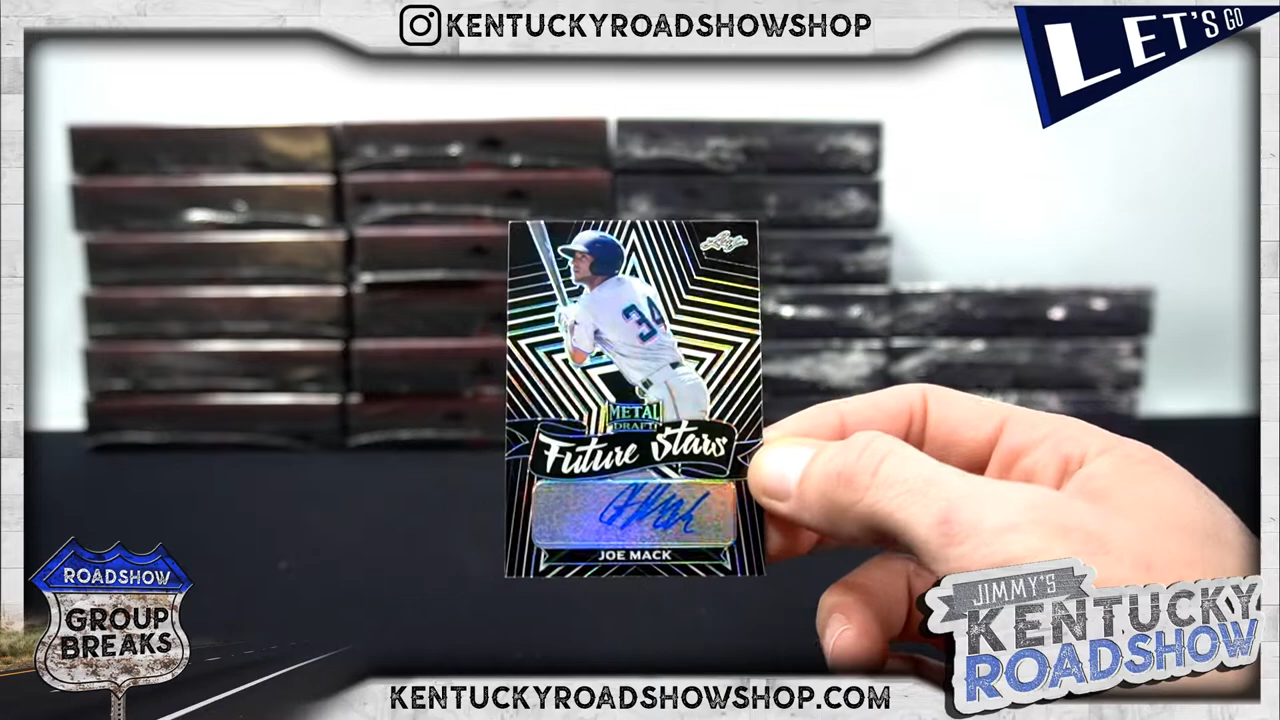 KENTUCKYROADSHOWSHOP
LET'S GO
Leaf
34
METAL
DRAFT
Future Stars
JOE MACK
ROADSHOW
GROUP
BREAKS
JIMMY'S
KENTUCKY
ROADSHOW
KENTUCKYROADSHOWSHOP.COM